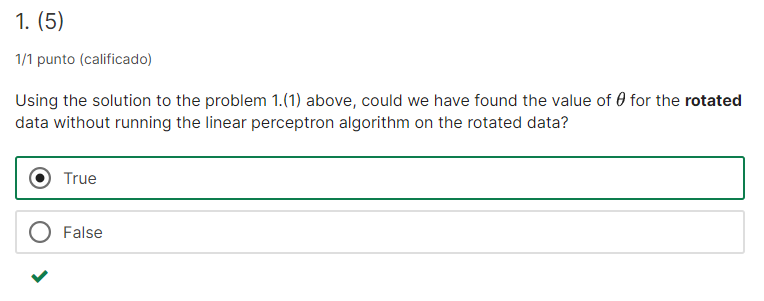 1. (5)
1/1 punto (calificado)
Using the solution to the problem 1.(1) above, could we have found the value of θ for the rotated
data without running the linear perceptron algorithm on the rotated data?
True
False